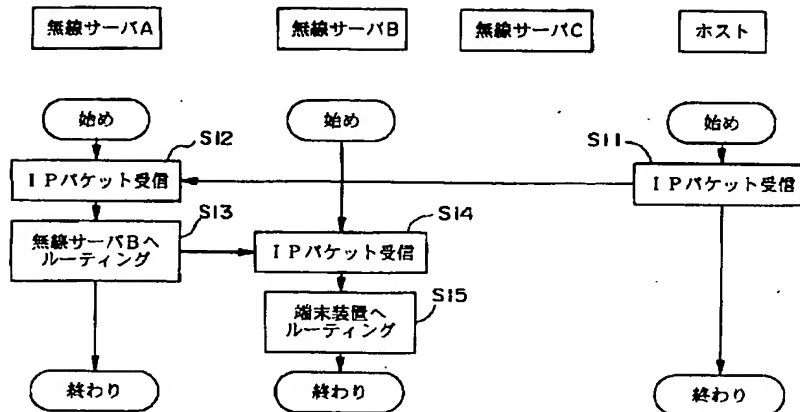 無線サーバA
無線サーバB
無線サーバC
ホスト
始め
始め
始め
S12
S11
IPパケット受信
IPパケット受信
S13
S14
無線サーバBへ
ルーティング
IPパケット受信
S15
端末装置へ
ルーティング
終わり
終わり
終わり